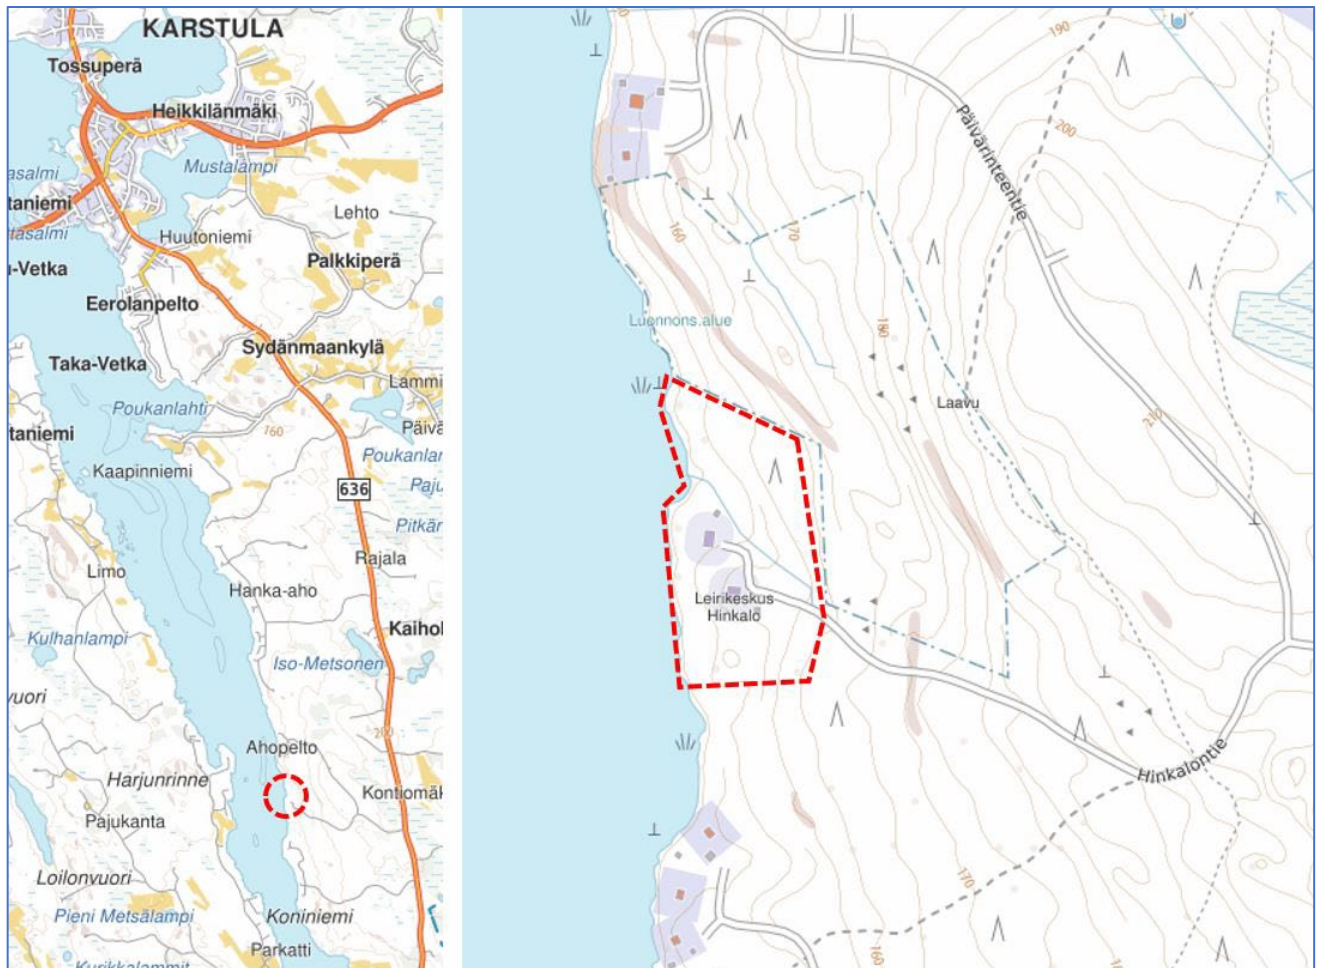 KARSTULA
Tossuperä
Heikkilänmäki
Mustalampi
asalmi
taniemi
tasalmi
Lehto
Huutoniemi
Palkkiperä
ı-Vetka
Eerolanpelto
Sydänmaankylä
Taka-Vetka
Lammi
Poukanlahti
160
Päivä
taniemi
Poukanlar
Kaapinniemi
636
Paju
Pitkär
Rajala
Limo
Hanka-aho
Kulhanlampi
Kaihol
Iso-Metsonen
vuori
200
Ahopelto
Harjunrinne
Kontiomäk
Pajukanta
Loilonvuori
Pieni Metsälampi
Koniniemi
Parkatti
Kurikkalammit
190
200
Päivärinteentie
160
170
Luonnons.alue
180
Laavu
210
Leirikeskus
Hinkalo
Hinkalontie
170
160